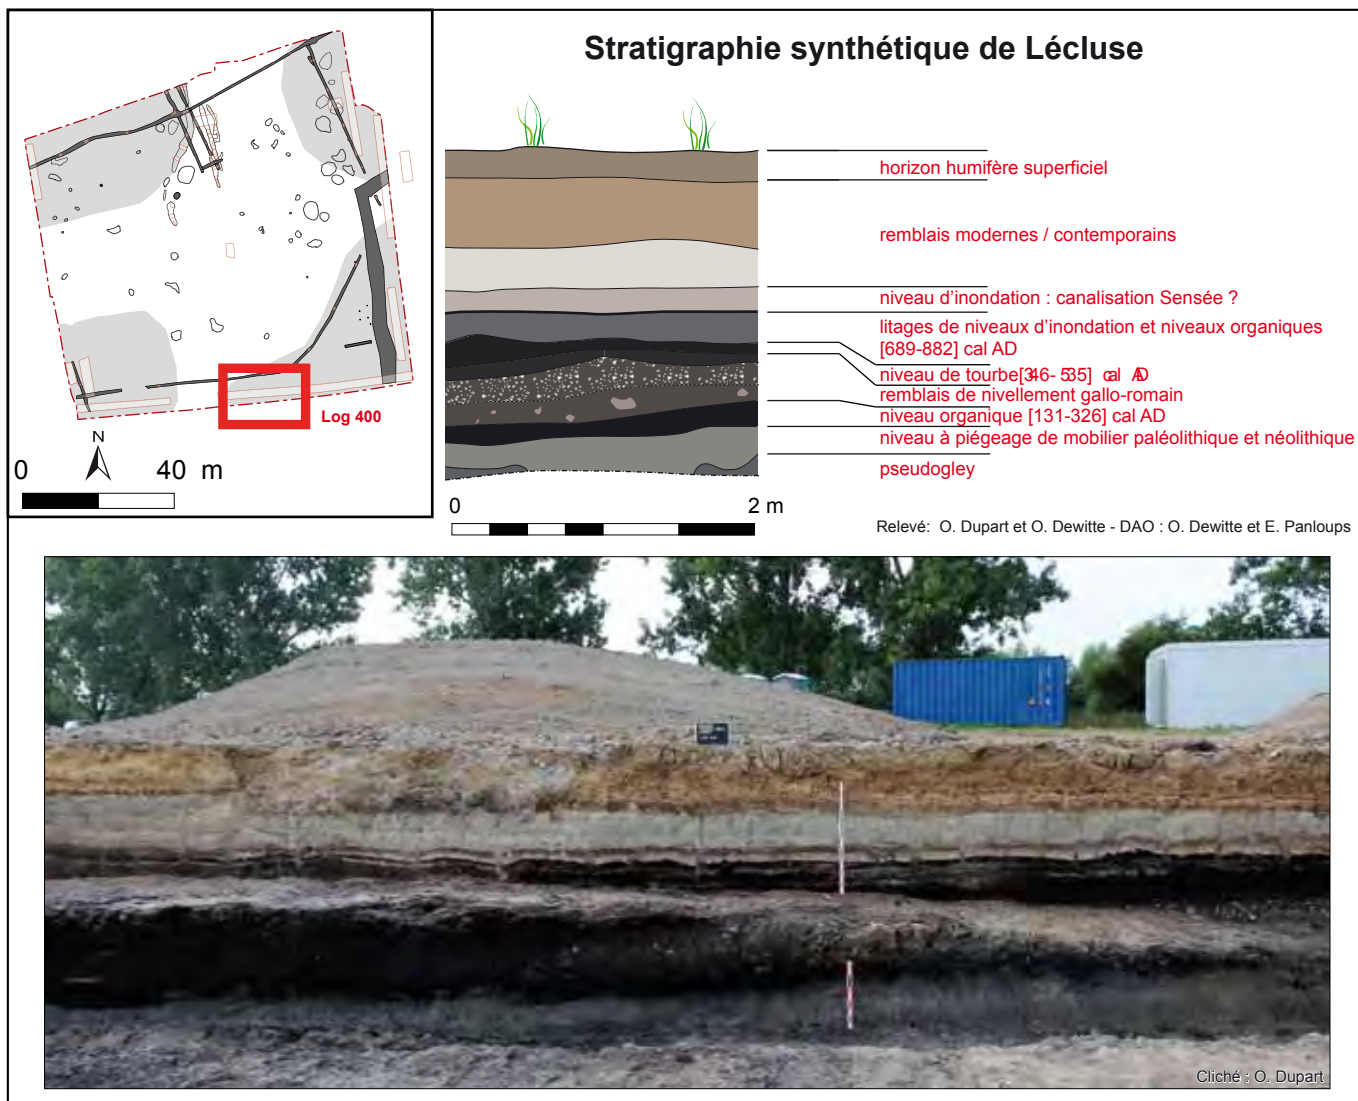 Stratigraphie synthétique de Lécluse
Log 400
N
0 40 m
horizon humifère superficiel
remblais modernes / contemporains
niveau d'inondation : canalisation Sensée ?
litages de niveaux d'inondation et niveaux organiques
[689-882] cal AD
niveau de tourbe[346- 535] cal AD
remblais de nivellement gallo-romain
niveau organique [131-326] cal AD
niveau à piégeage de mobilier paléolithique et néolithique
pseudogley
0 2 m
Relevé: O. Dupart et O. Dewitte - DAO : O. Dewitte et E. Panloups
Cliché : O. Dupart